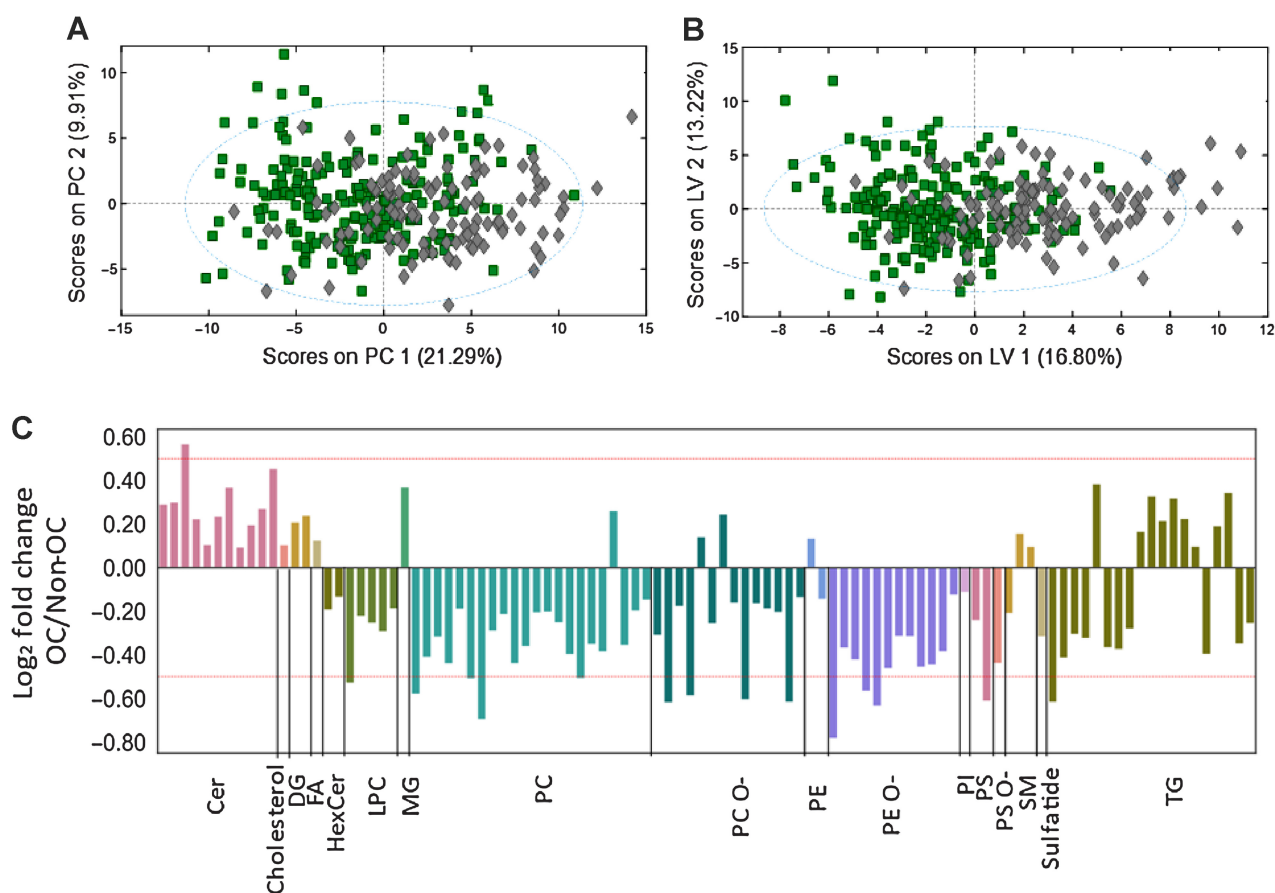 A
10
5
0
−5
−15
−10
−5
0
5
10
15
Scores on PC 2 (9.91%)
Scores on PC 1 (21.29%)
B
15
10
5
0
−5
−10
−8
−6
−4
−2
0
2
4
6
8
10
12
Scores on LV 2 (13.22%)
Scores on LV 1 (16.80%)
C
Log₂ fold change
OC/Non-OC
0.60
0.40
0.20
0.00
−0.20
−0.40
−0.60
−0.80
Cer
Cholesterol
DG
FA
HexCer
LPC
MG
PC
PC O-
PE
PE O-
PI
PS
PS O-
SM
Sulfatide
TG